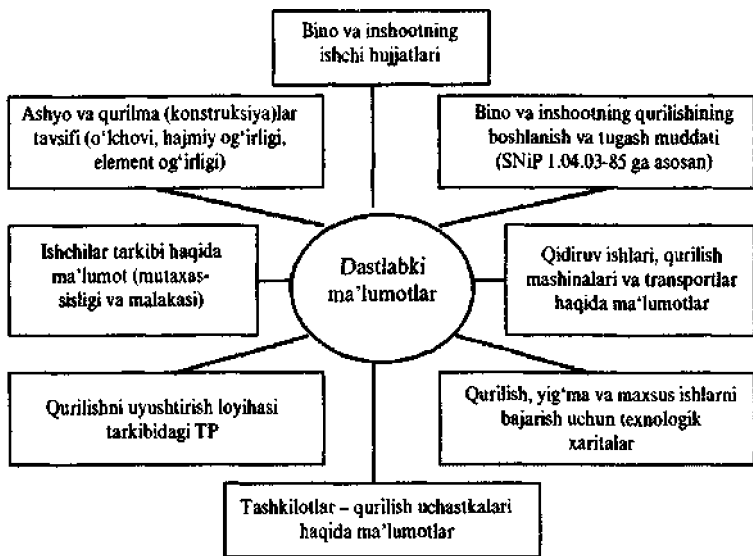 Bino va inshootning
ishchi hujjatlari
Ashyo va qurilma (konstruksiya)lar
tavsifi (o‘lchovi, hajmiy og‘irligi,
element og‘irligi)
Bino va inshootning qurilishining
boshlanish va tugash muddati
(SNiP 1.04.03-85 ga asosan)
Ishchilar tarkibi haqida
ma’lumot (mutaxas-
sisligi va malakasi)
Dastlabki
ma’lumotlar
Qidiruv ishlari, qurilish
mashinalari va transportlar
haqida ma’lumotlar
Qurilishni uyushtirish loyihasi
tarkibidagi TP
Qurilish, yig‘ma va maxsus ishlarni
bajarish uchun texnologik
xaritalar
Tashkilotlar – qurilish uchastkalari
haqida ma’lumotlar